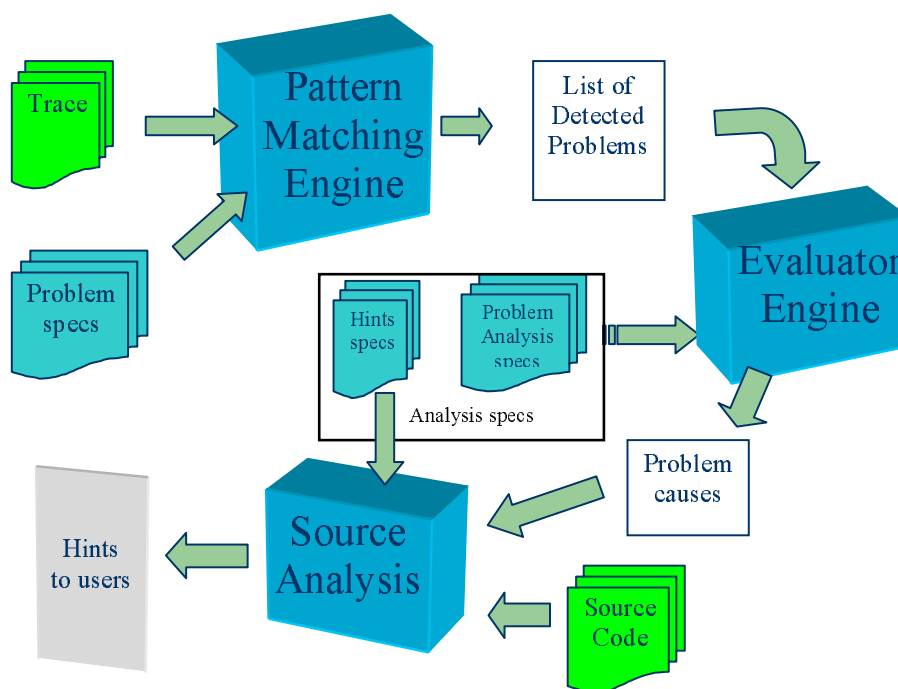 Trace
Pattern
Matching
Engine
List of
Detected
Problems
Problem
specs
Evaluator
Engine
Hints
specs
Problem
Analysis
specs
Analysis specs
Problem
causes
Hints
to users
Source
Analysis
Source
Code